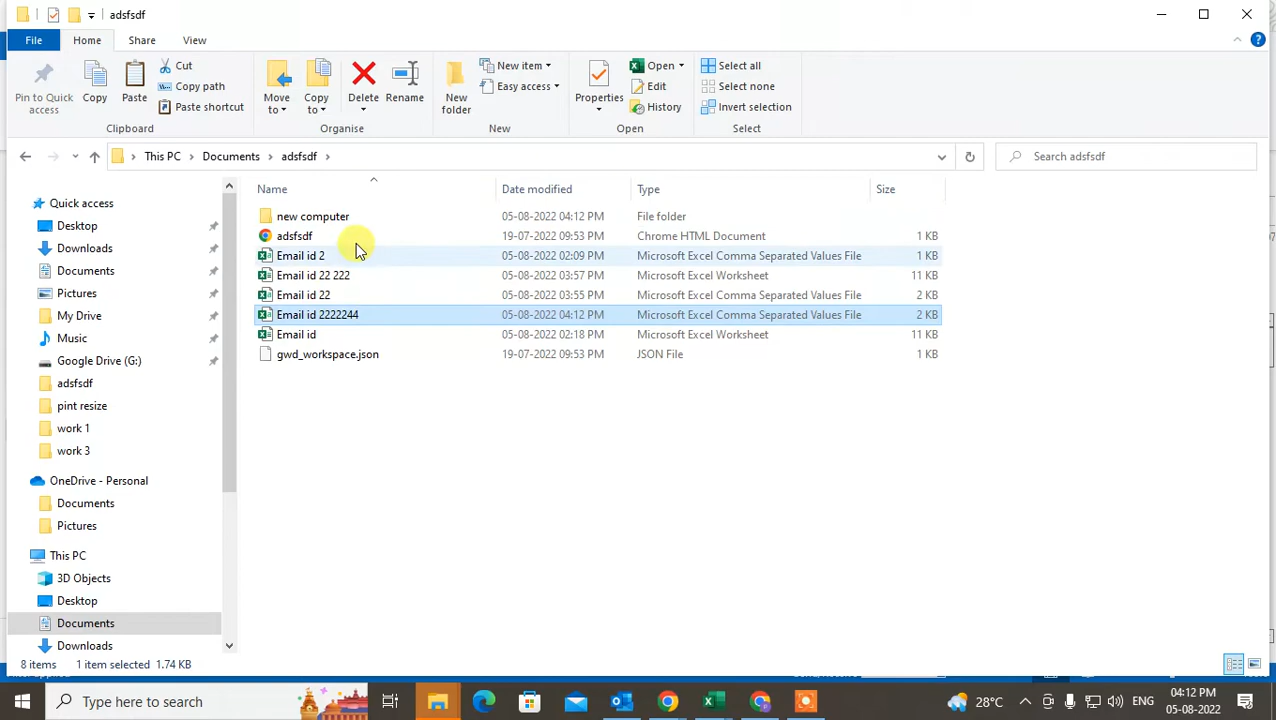 adsfsdf
File Home Share View
Pin to Quick access
Copy
Paste
Cut
Copy path
Paste shortcut
Clipboard
Move to
Copy to
Delete
Rename
Organise
New folder
New item
Easy access
New
Properties
Open
Edit
History
Open
Select all
Select none
Invert selection
Select
This PC > Documents > adsfsdf >
Search adsfsdf
Name Date modified Type Size
new computer 05-08-2022 04:12 PM File folder
adsfsdf 19-07-2022 09:53 PM Chrome HTML Document 1 KB
Email id 2 05-08-2022 02:09 PM Microsoft Excel Comma Separated Values File 1 KB
Email id 22 222 05-08-2022 03:57 PM Microsoft Excel Worksheet 11 KB
Email id 22 05-08-2022 03:55 PM Microsoft Excel Comma Separated Values File 2 KB
Email id 2222244 05-08-2022 04:12 PM Microsoft Excel Comma Separated Values File 2 KB
Email id 05-08-2022 02:18 PM Microsoft Excel Worksheet 11 KB
gwd_workspace.json 19-07-2022 09:53 PM JSON File 1 KB
Quick access
Desktop
Downloads
Documents
Pictures
My Drive
Music
Google Drive (G:)
adsfsdf
pint resize
work 1
work 3
OneDrive - Personal
Documents
Pictures
This PC
3D Objects
Desktop
Documents
Downloads
8 items 1 item selected 1.74 KB
Type here to search
28°C
ENG
04:12 PM
05-08-2022